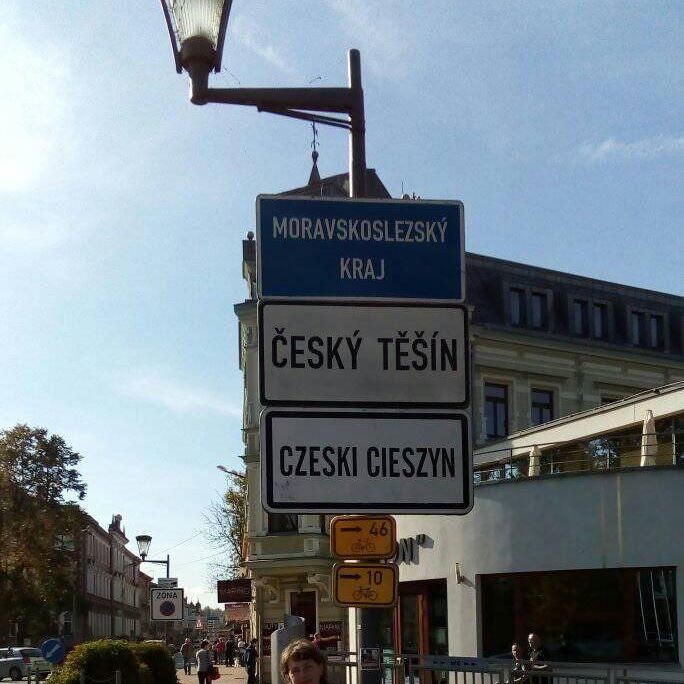 MORAVSKOSLEZSKÝ
KRAJ
ČESKÝ TĚŠÍN
CZESKI CIESZYN
46
10
ZONA